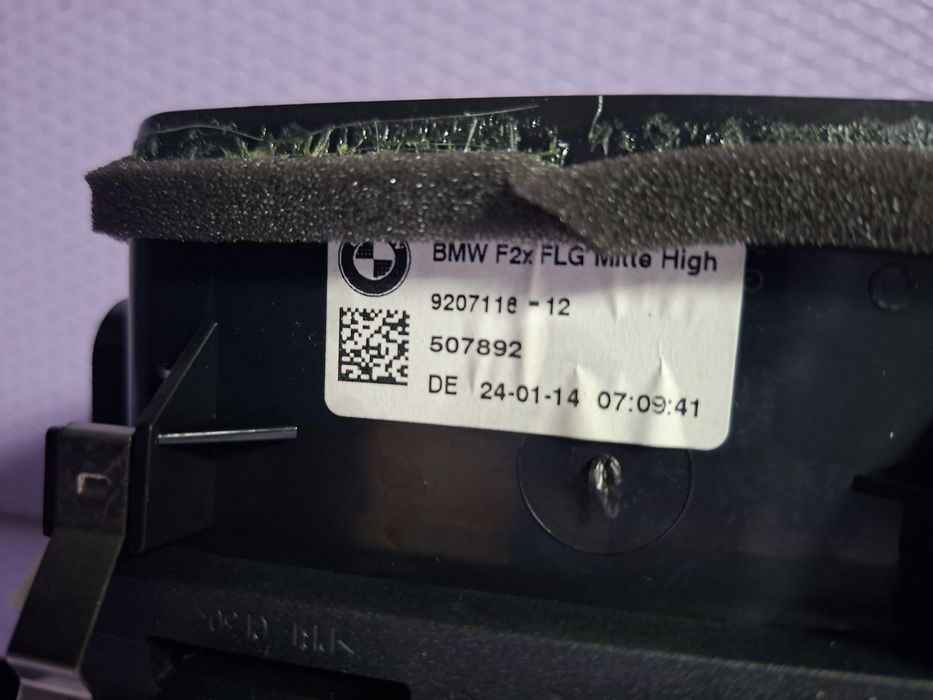 BMW F2x FLG Mitte High
9207116 - 12
507892
DE 24-01-14 07:09:41